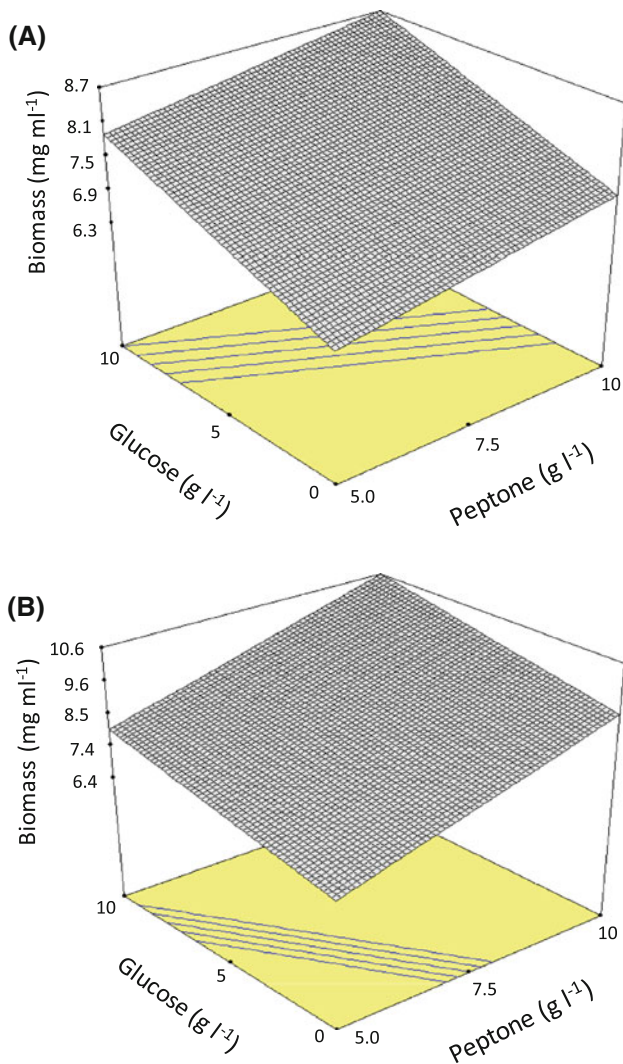 (A)
8.7
8.1
7.5
6.9
6.3
Biomass (mg ml-1)
10
5
0
Glucose (g l-1)
5.0
7.5
10
Peptone (g l-1)
(B)
10.6
9.6
8.5
7.4
6.4
Biomass (mg ml-1)
10
5
0
Glucose (g l-1)
5.0
7.5
10
Peptone (g l-1)